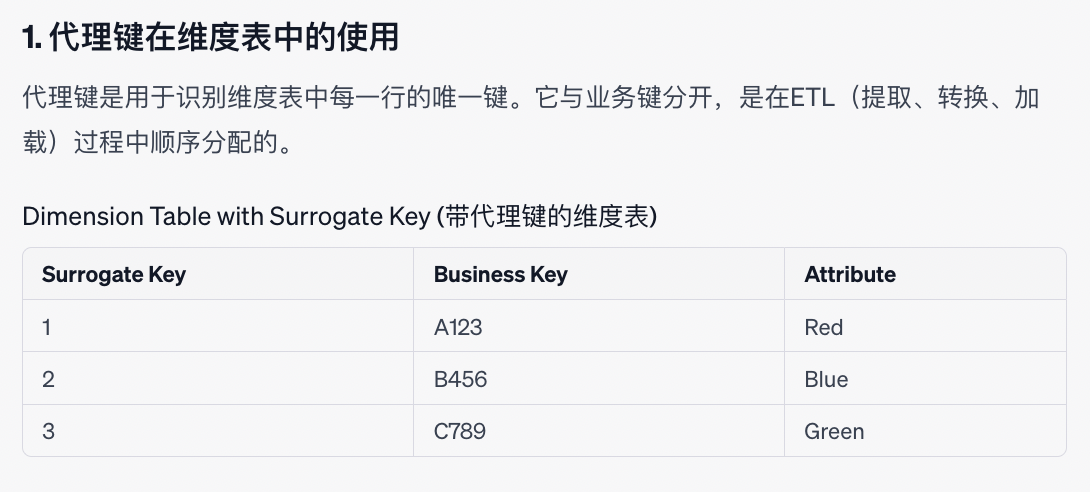 1. 代理键在维度表中的使用
代理键是用于识别维度表中每一行的唯一键。它与业务键分开，是在ETL（提取、转换、加
载）过程中顺序分配的。
Dimension Table with Surrogate Key (带代理键的维度表)
Surrogate Key Business Key Attribute
1 A123 Red
2 B456 Blue
3 C789 Green